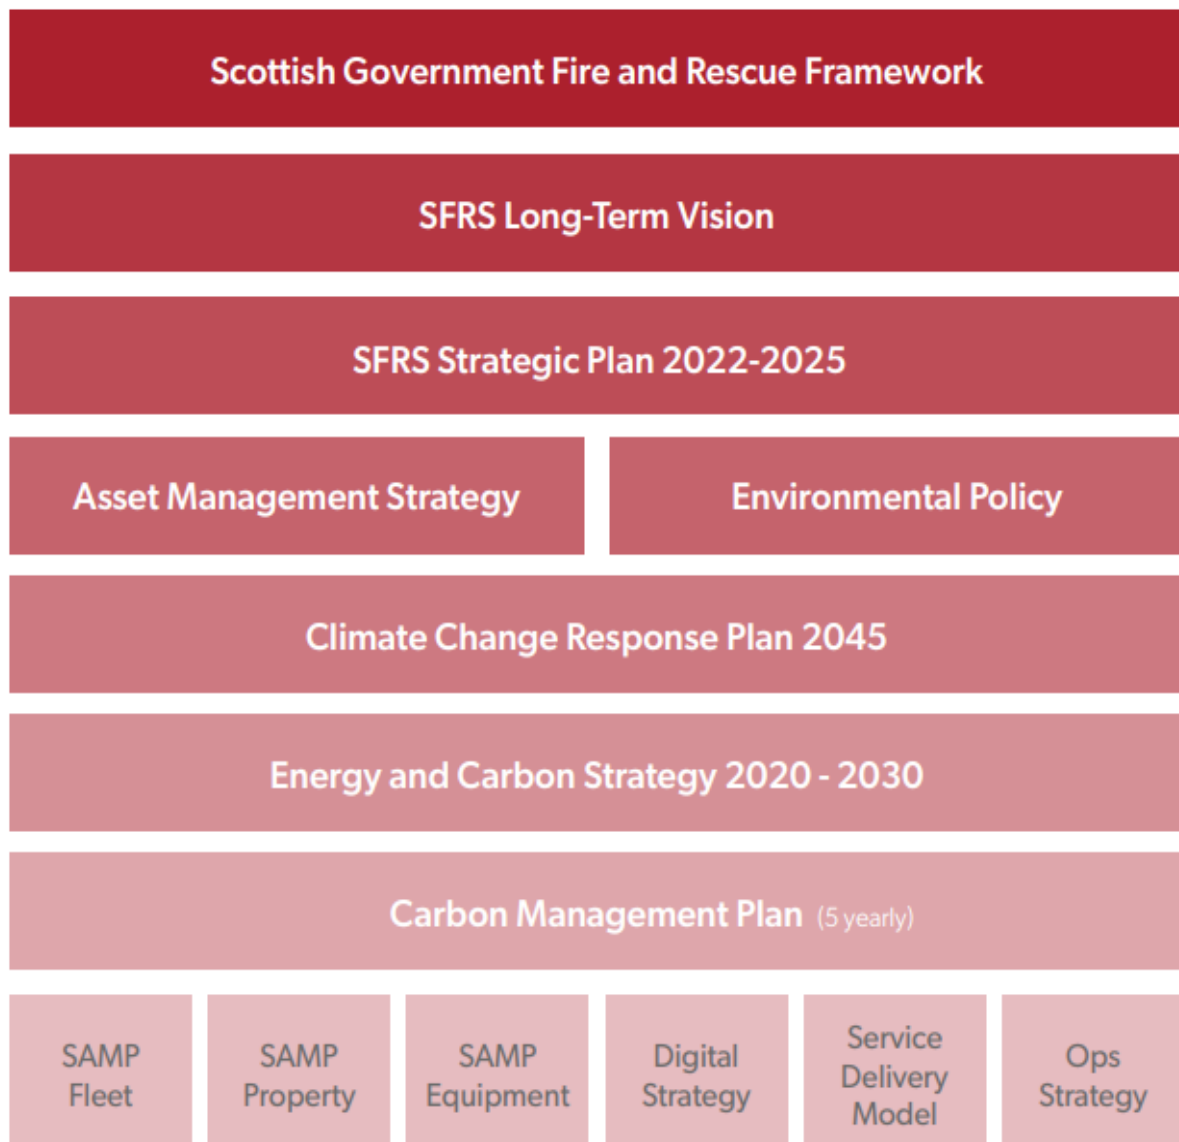 Scottish Government Fire and Rescue Framework
SFRS Long-Term Vision
SFRS Strategic Plan 2022-2025
Asset Management Strategy
Environmental Policy
Climate Change Response Plan 2045
Energy and Carbon Strategy 2020 - 2030
Carbon Management Plan (5 yearly)
SAMP
Fleet
SAMP
Property
SAMP
Equipment
Digital
Strategy
Service
Delivery
Model
Ops
Strategy